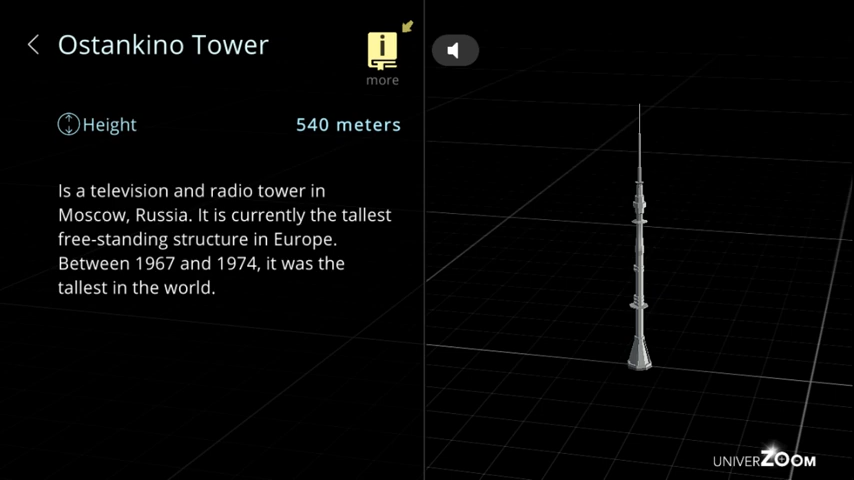 Ostankino Tower
i
more
Height
540 meters
Is a television and radio tower in
Moscow, Russia. It is currently the tallest
free-standing structure in Europe.
Between 1967 and 1974, it was the
tallest in the world.
UNIVERZOOM